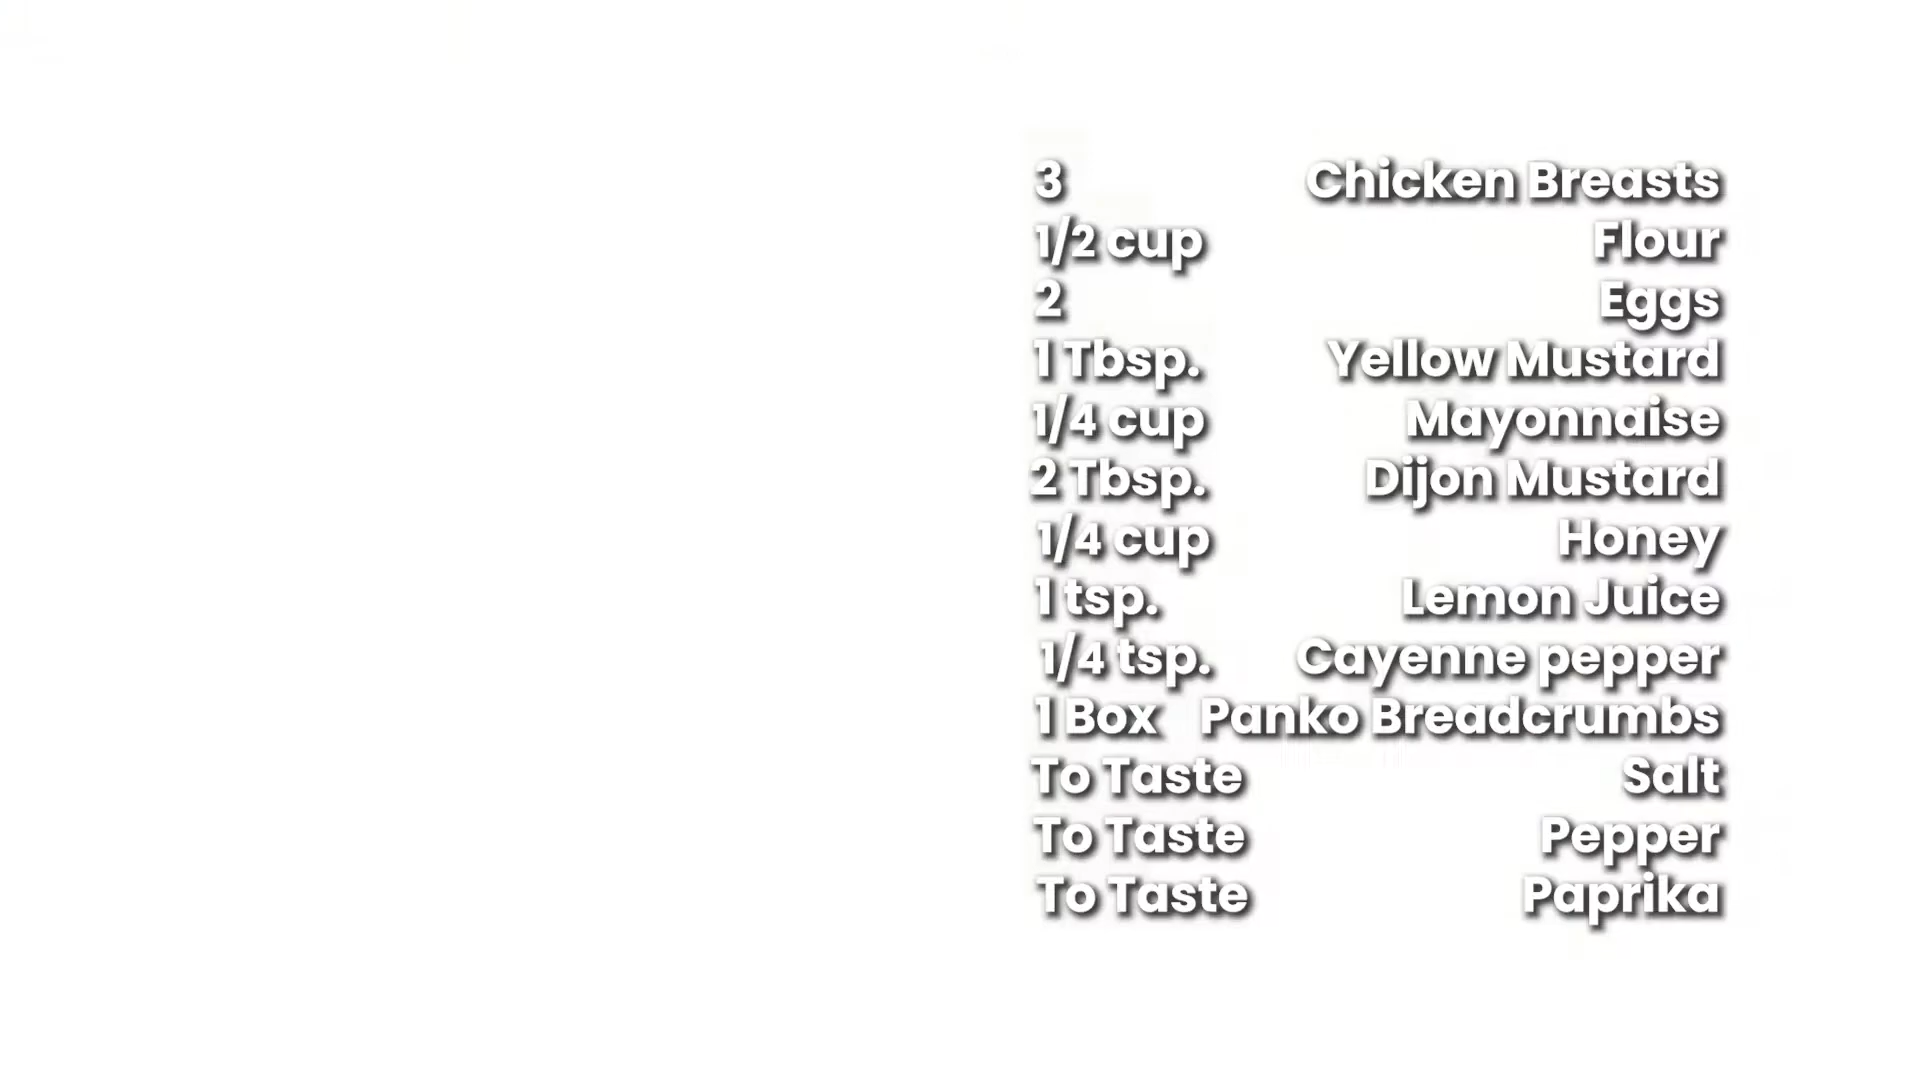 3 Chicken Breasts
1/2 cup Flour
2 Eggs
1 Tbsp. Yellow Mustard
1/4 cup Mayonnaise
2 Tbsp. Dijon Mustard
1/4 cup Honey
1 tsp. Lemon Juice
1/4 tsp. Cayenne pepper
1 Box Panko Breadcrumbs
To Taste Salt
To Taste Pepper
To Taste Paprika